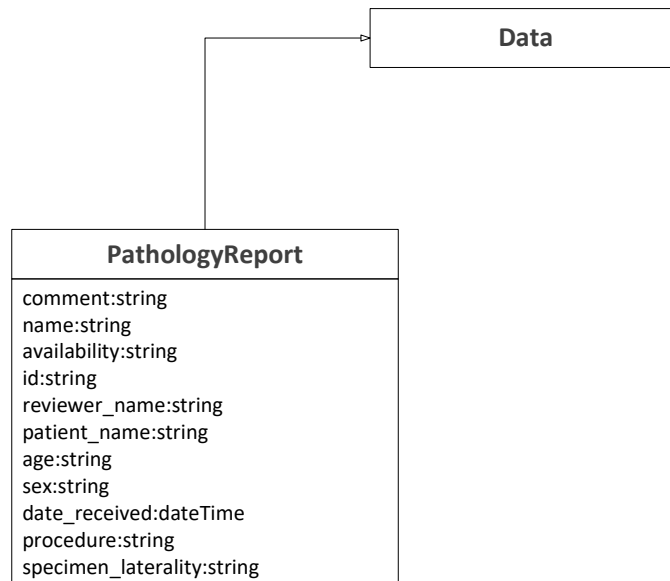 Data
PathologyReport
comment:string
name:string
availability:string
id:string
reviewer_name:string
patient_name:string
age:string
sex:string
date_received:dateTime
procedure:string
specimen_laterality:string